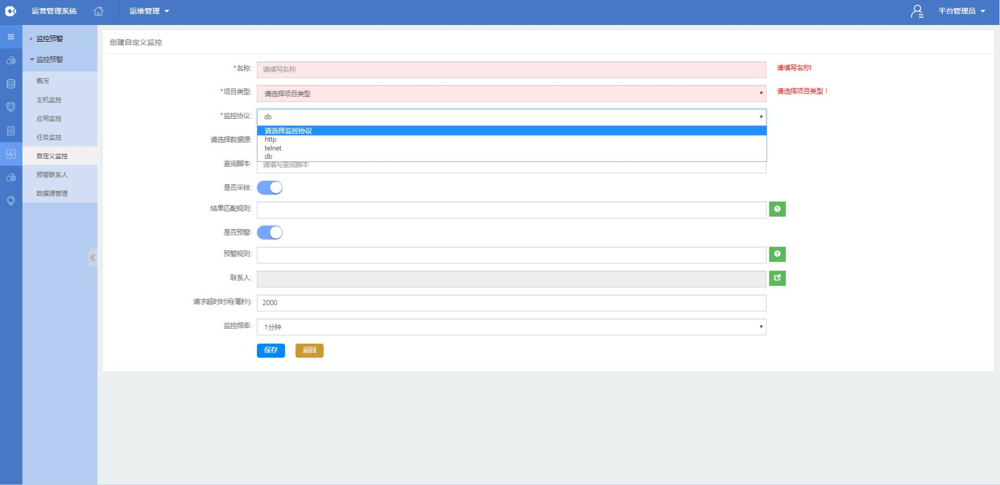 运营管理系统
运维管理
平台管理员
监控预警
监控预警
概况
主机监控
应用监控
任务监控
自定义监控
预警联系人
数据源管理
创建自定义监控
*名称: 请填写名称 请填写名称!
*项目类型: 请选择项目类型 请选择项目类型！
*监控协议: db
请选择监控协议
http
telnet
db
请选择数据源:
查询脚本: 请填写查询脚本
是否采样:
结果匹配规则:
是否预警:
预警规则:
联系人:
请求超时时间(毫秒): 2000
监控频率: 1分钟
保存 返回